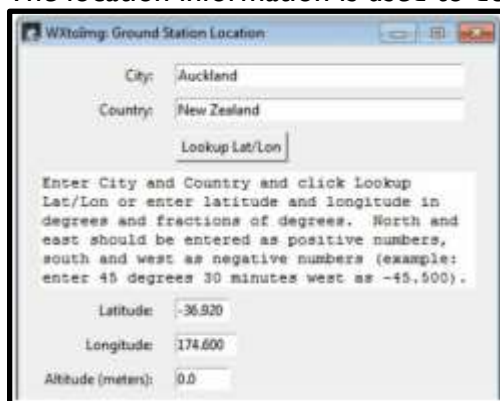 The location information is used to
WXtoImg: Ground Station Location
City: Auckland
Country: New Zealand
Lookup Lat/Lon
Enter City and Country and click Lookup
Lat/Lon or enter latitude and longitude in
degrees and fractions of degrees. North and
east should be entered as positive numbers,
south and west as negative numbers (example:
enter 45 degrees 30 minutes west as -45.500).
Latitude: -36.920
Longitude: 174.600
Altitude (meters): 0.0